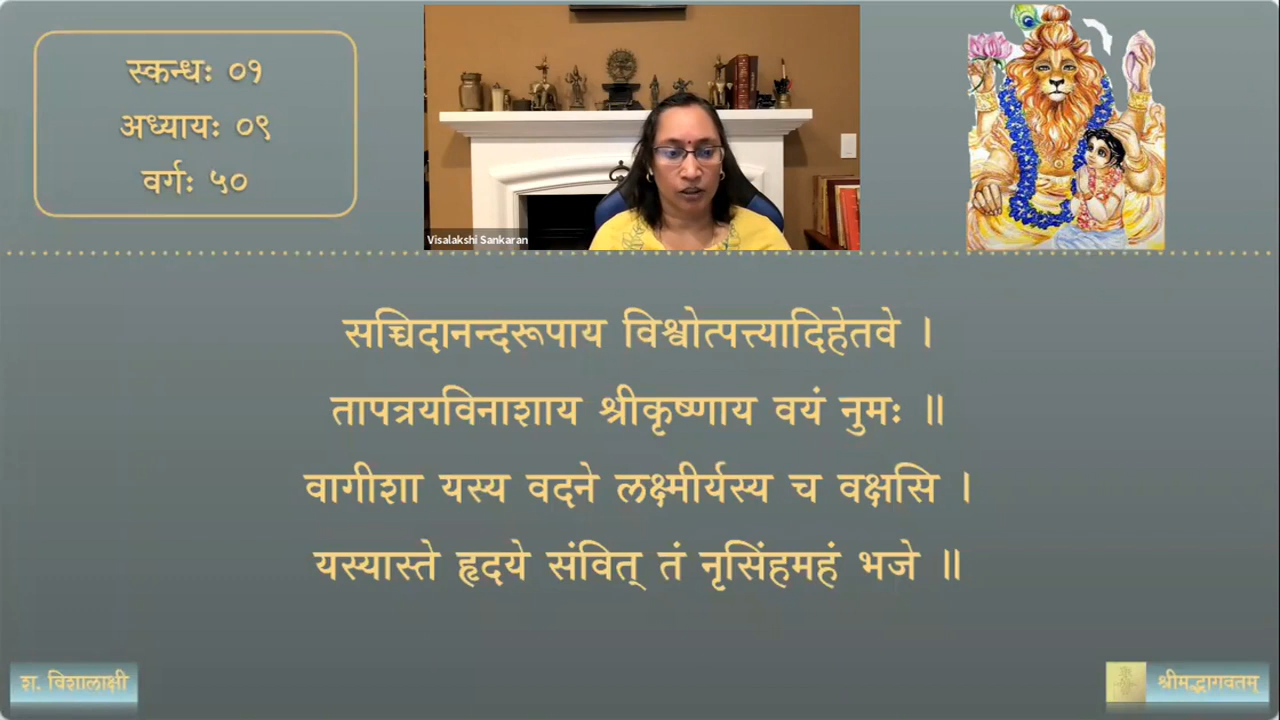 स्कन्धः ०१
अध्यायः ०९
वर्गः ५०
Visalakshi Sankaran
सच्चिदानन्दरूपाय विश्वोत्पत्त्यादिहेतवे ।
तापत्रयविनाशाय श्रीकृष्णाय वयं नुमः ॥
वागीशा यस्य वदने लक्ष्मीर्यस्य च वक्षसि ।
यस्यास्ते हृदये संवित् तं नृसिंहमहं भजे ॥
श. विशालाक्षी
श्रीमद्भागवतम्